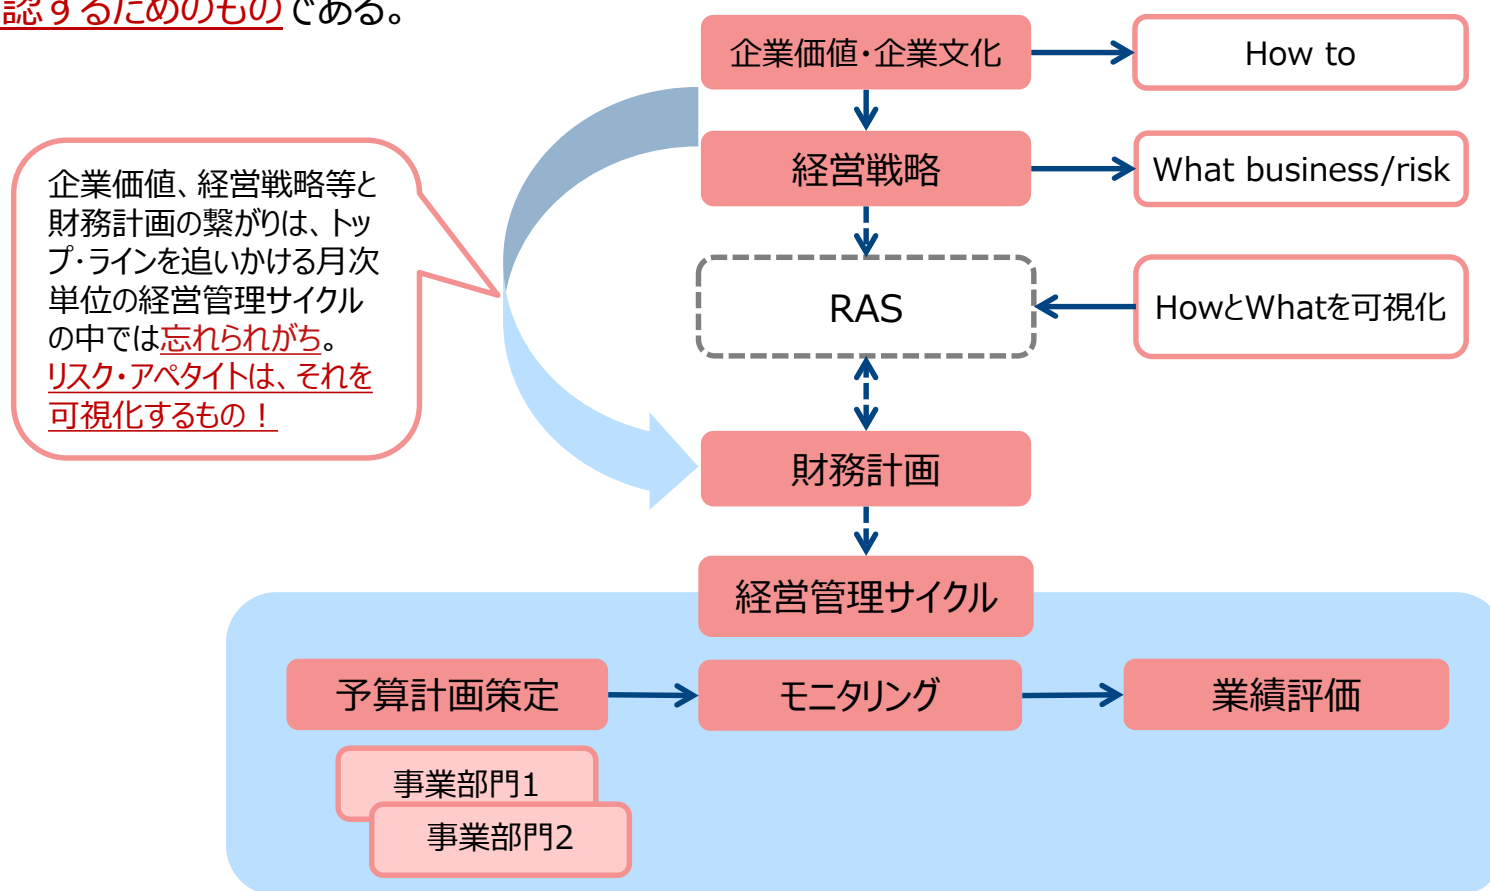 認するためのものである。
企業価値・企業文化
How to
経営戦略
What business/risk
企業価値、経営戦略等と
財務計画の繋がりは、トッ
プ・ラインを追いかける月次
単位の経営管理サイクル
の中では忘れられがち。
リスク・アペタイトは、それを
可視化するもの！
RAS
HowとWhatを可視化
財務計画
経営管理サイクル
予算計画策定
モニタリング
業績評価
事業部門1
事業部門2